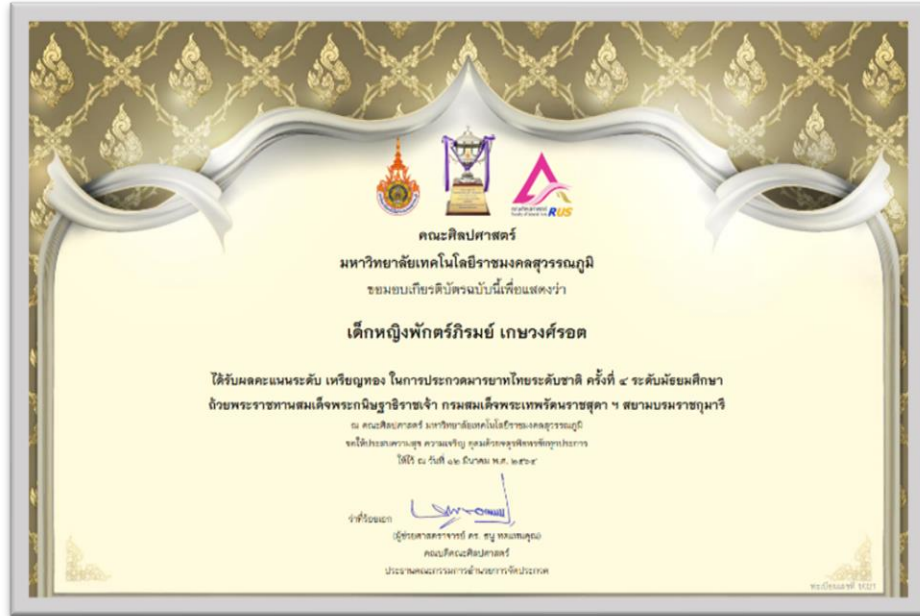 RUS
คณะศิลปศาสตร์
มหาวิทยาลัยเทคโนโลยีราชมงคลสุวรรณภูมิ
ขอมอบเกียรติบัตรฉบับนี้เพื่อแสดงว่า
เด็กหญิงพักตร์ภิรมย์ เกษวงศ์รอต
ได้รับผลคะแนนระดับ เหรียญทอง ในการประกวดมารยาทไทยระดับชาติ ครั้งที่ ๔ ระดับมัธยมศึกษา
ถ้วยพระราชทานสมเด็จพระกนิษฐาธิราชเจ้า กรมสมเด็จพระเทพรัตนราชสุดา ฯ สยามบรมราชกุมารี
ณ คณะศิลปศาสตร์ มหาวิทยาลัยเทคโนโลยีราชมงคลสุวรรณภูมิ
ขอให้ประสบความสุข ความเจริญ อุดมด้วยจตุรพิธพรชัยทุกประการ
ให้ไว้ ณ วันที่ ๑๒ มีนาคม พ.ศ. ๒๕๖๔
ว่าที่ร้อยเอก
(ผู้ช่วยศาสตราจารย์ ดร. ธนู ทดแทนคุณ)
คณบดีคณะศิลปศาสตร์
ประธานคณะกรรมการอำนวยการจัดประกวด
ทะเบียนเลขที่